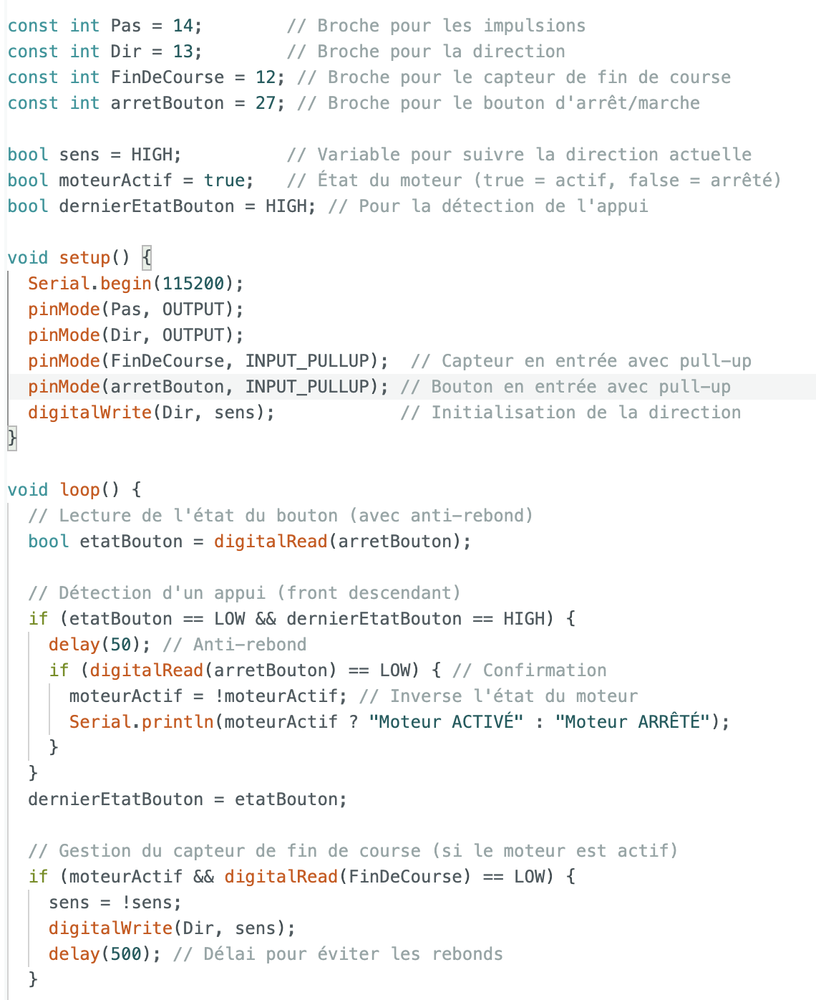 const int Pas = 14;        // Broche pour les impulsions
const int Dir = 13;        // Broche pour la direction
const int FinDeCourse = 12; // Broche pour le capteur de fin de course
const int arretBouton = 27; // Broche pour le bouton d'arrêt/marche

bool sens = HIGH;          // Variable pour suivre la direction actuelle
bool moteurActif = true;   // État du moteur (true = actif, false = arrêté)
bool dernierEtatBouton = HIGH; // Pour la détection de l'appui

void setup() {
  Serial.begin(115200);
  pinMode(Pas, OUTPUT);
  pinMode(Dir, OUTPUT);
  pinMode(FinDeCourse, INPUT_PULLUP);  // Capteur en entrée avec pull-up
  pinMode(arretBouton, INPUT_PULLUP); // Bouton en entrée avec pull-up
  digitalWrite(Dir, sens);            // Initialisation de la direction
}

void loop() {
  // Lecture de l'état du bouton (avec anti-rebond)
  bool etatBouton = digitalRead(arretBouton);

  // Détection d'un appui (front descendant)
  if (etatBouton == LOW && dernierEtatBouton == HIGH) {
    delay(50); // Anti-rebond
    if (digitalRead(arretBouton) == LOW) { // Confirmation
      moteurActif = !moteurActif; // Inverse l'état du moteur
      Serial.println(moteurActif ? "Moteur ACTIVÉ" : "Moteur ARRÊTÉ");
    }
  }
  dernierEtatBouton = etatBouton;

  // Gestion du capteur de fin de course (si le moteur est actif)
  if (moteurActif && digitalRead(FinDeCourse) == LOW) {
    sens = !sens;
    digitalWrite(Dir, sens);
    delay(500); // Délai pour éviter les rebonds
  }